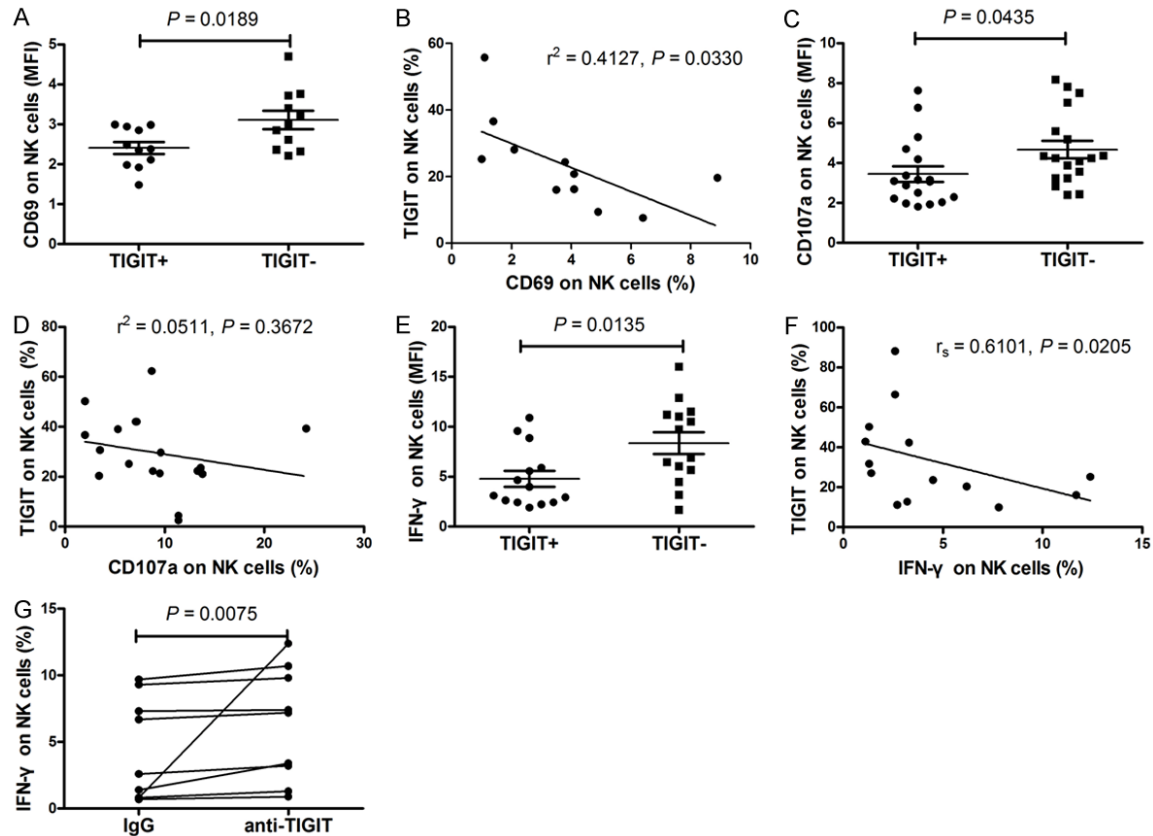 A
P = 0.0189
CD69 on NK cells (MFI)
5
4
3
2
1
0
TIGIT+ TIGIT-
B
r² = 0.4127, P = 0.0330
TIGIT on NK cells (%)
60
40
20
0
0 2 4 6 8 10
CD69 on NK cells (%)
C
P = 0.0435
CD107a on NK cells (MFI)
10
8
6
4
2
0
TIGIT+ TIGIT-
D
r² = 0.0511, P = 0.3672
TIGIT on NK cells (%)
80
60
40
20
0
0 10 20 30
CD107a on NK cells (%)
E
P = 0.0135
IFN-γ on NK cells (MFI)
20
15
10
5
0
TIGIT+ TIGIT-
F
rₛ = 0.6101, P = 0.0205
TIGIT on NK cells (%)
100
80
60
40
20
0
0 5 10 15
IFN-γ on NK cells (%)
G
P = 0.0075
IFN-γ on NK cells (%)
15
10
5
0
IgG anti-TIGIT